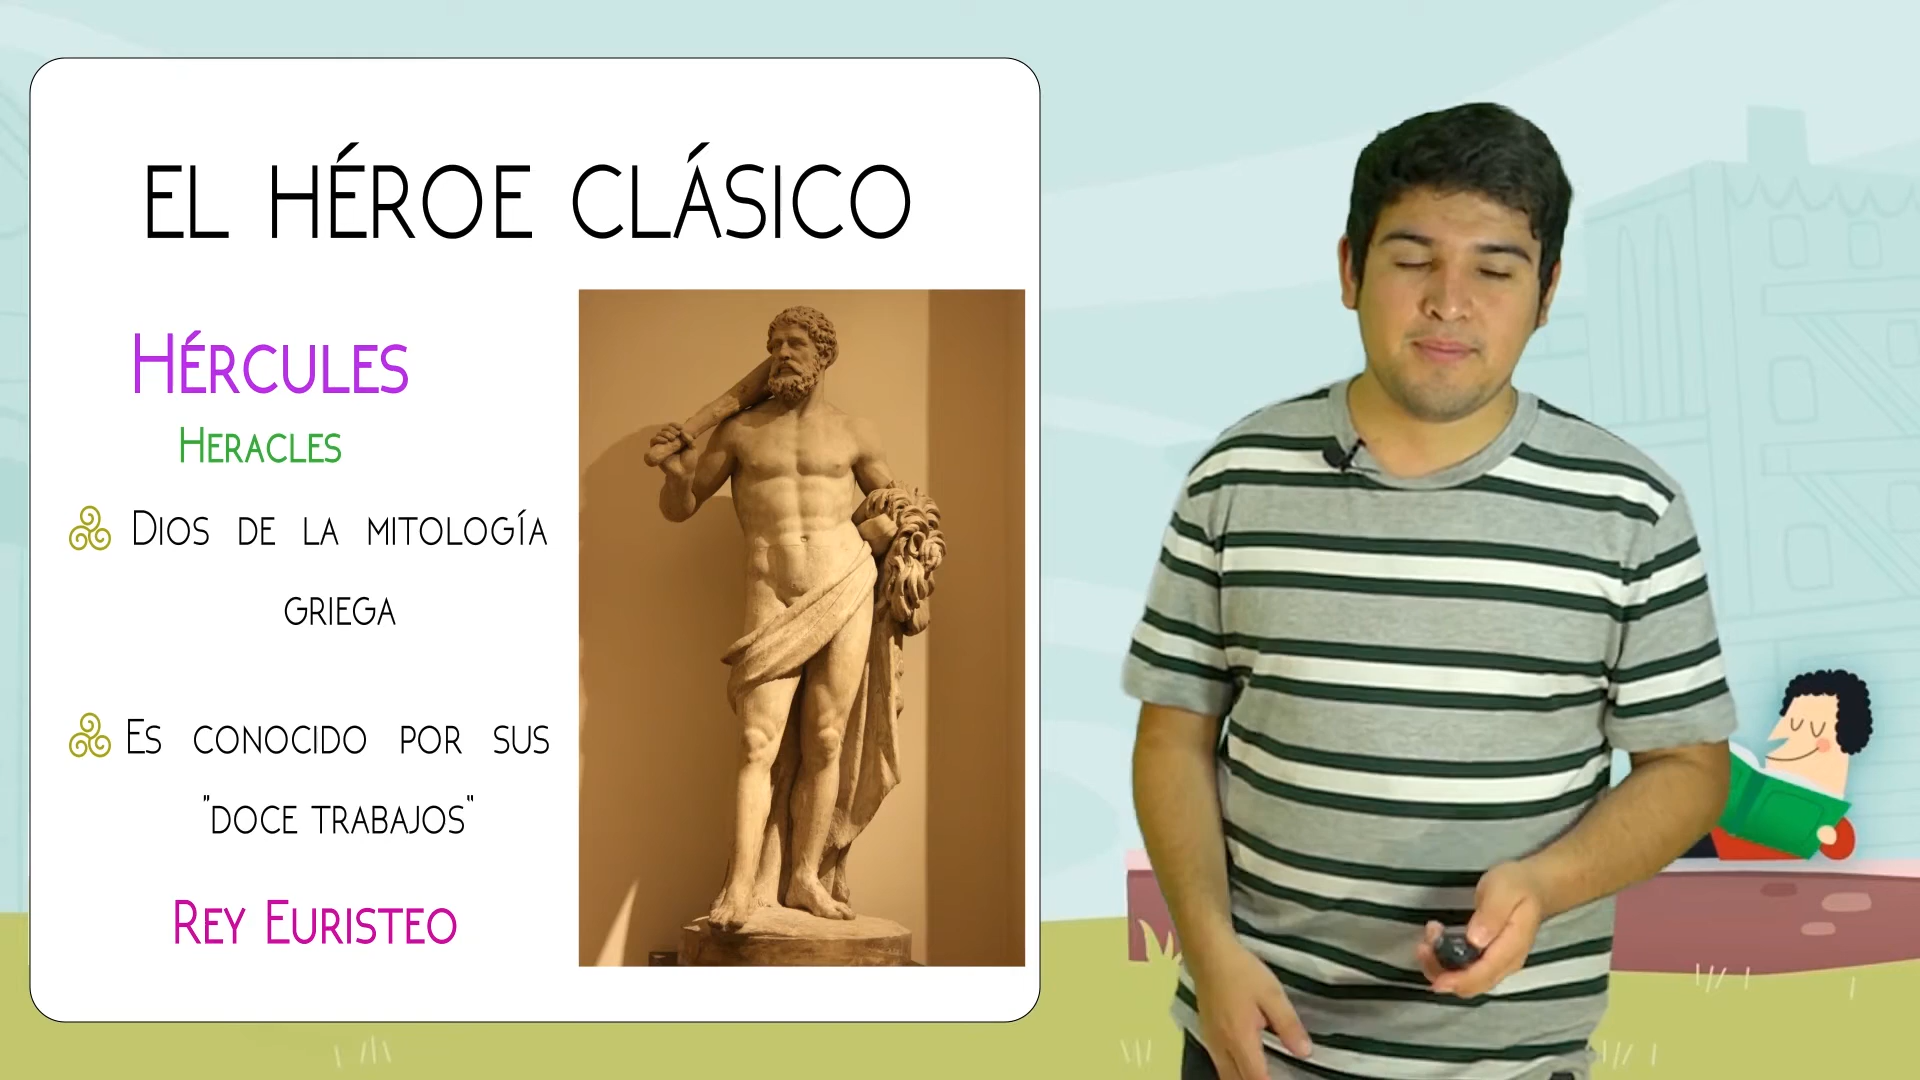 EL HÉROE CLÁSICO
HÉRCULES
HERACLES
DIOS DE LA MITOLOGÍA
GRIEGA
ES CONOCIDO POR SUS
"DOCE TRABAJOS"
REY EURISTEO